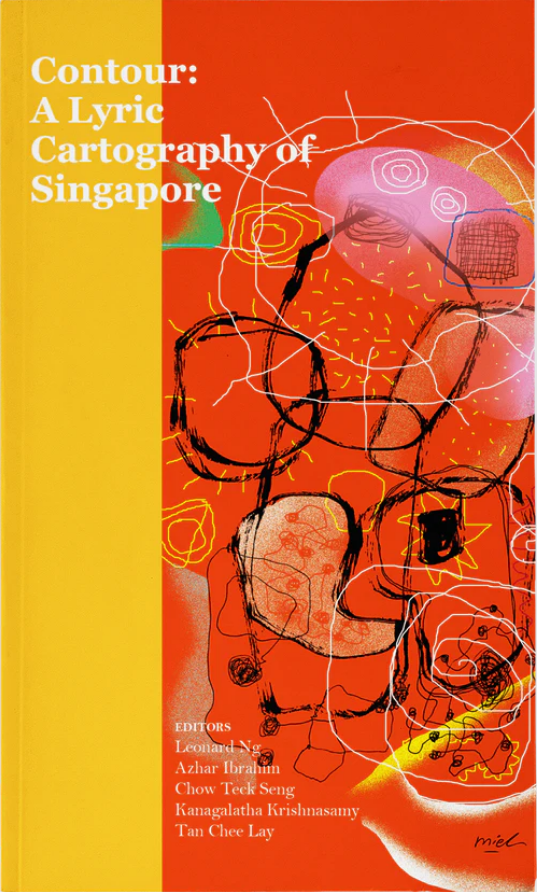 Contour:
A Lyric
Cartography of
Singapore
EDITORS
Leonard Ng
Azhar Ibrahim
Chow Teck Seng
Kanagalatha Krishnasamy
Tan Chee Lay
miel